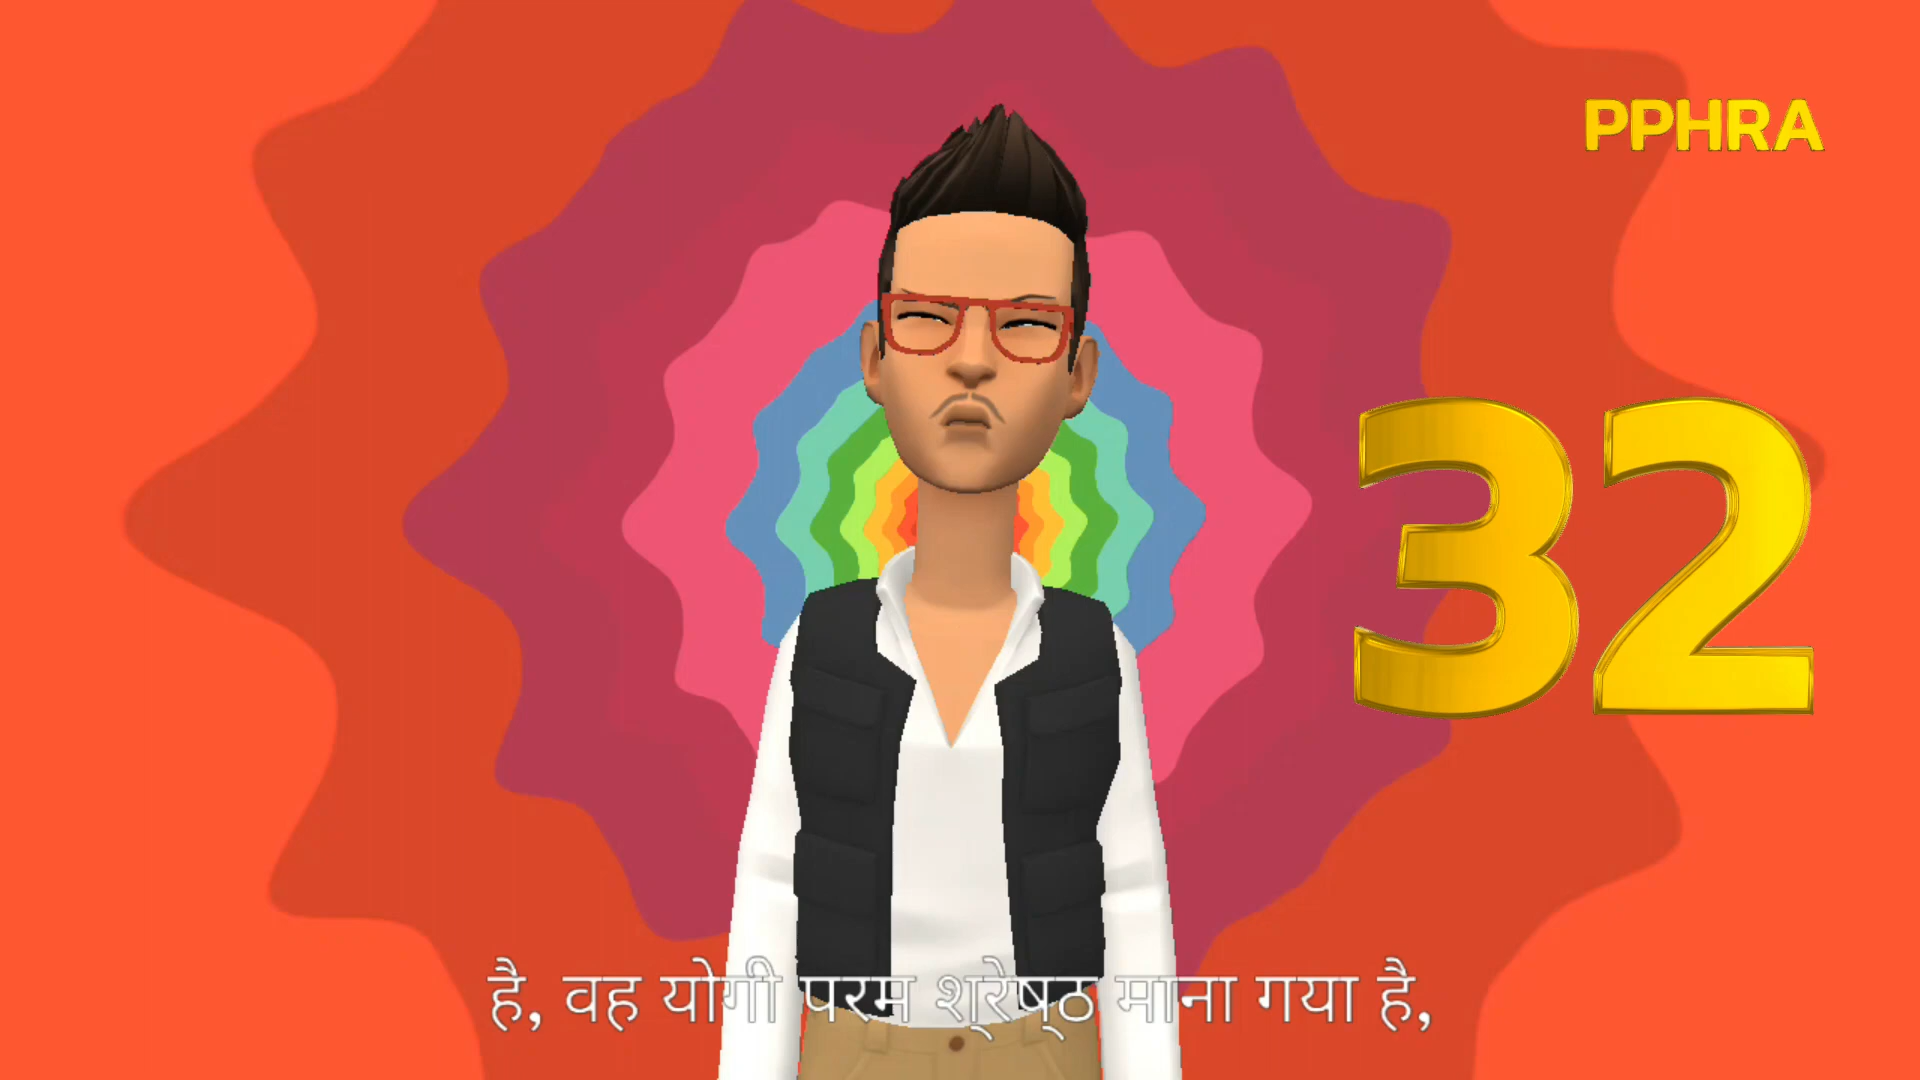 PPHRA
32
है, वह योगी परम श्रेष्ठ माना गया है,